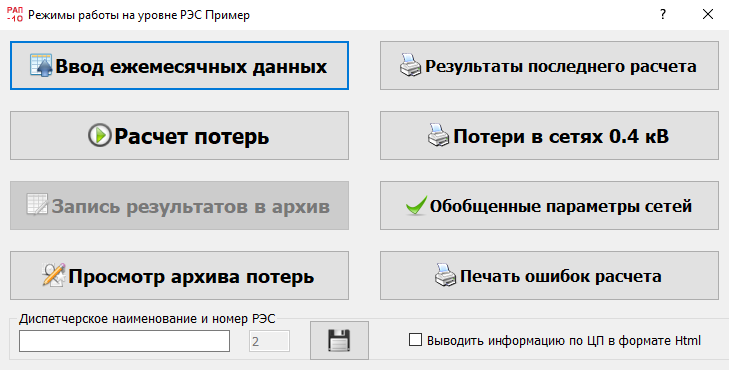 РАП
-10
Режимы работы на уровне РЭС Пример
?
Ввод ежемесячных данных
Результаты последнего расчета
Расчет потерь
Потери в сетях 0.4 кВ
Запись результатов в архив
Обобщенные параметры сетей
Просмотр архива потерь
Печать ошибок расчета
Диспетчерское наименование и номер РЭС
2
Выводить информацию по ЦП в формате Html